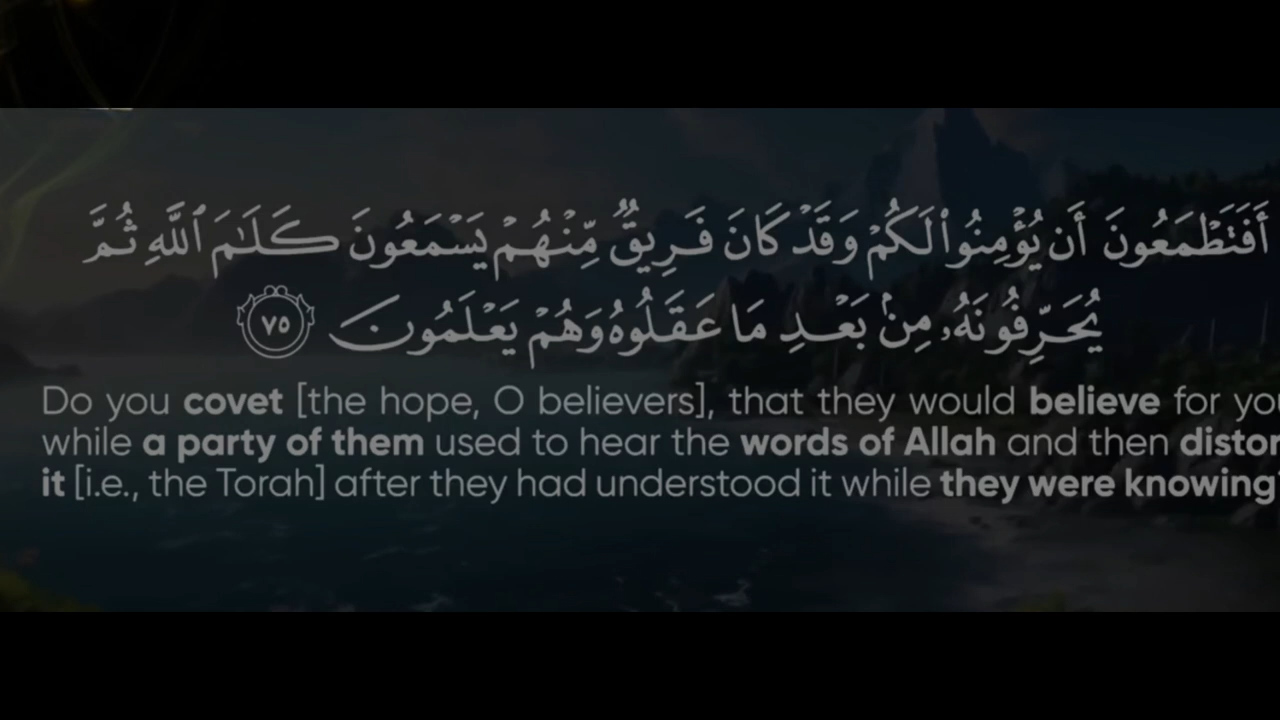 أَفَتَطْمَعُونَ أَن يُؤْمِنُوا۟ لَكُمْ وَقَدْ كَانَ فَرِيقٌ مِّنْهُمْ يَسْمَعُونَ كَلَـٰمَ ٱللَّهِ ثُمَّ
يُحَرِّفُونَهُۥ مِنۢ بَعْدِ مَا عَقَلُوهُ وَهُمْ يَعْلَمُونَ ٧٥
Do you covet [the hope, O believers], that they would believe for you
while a party of them used to hear the words of Allah and then distor
it [i.e., the Torah] after they had understood it while they were knowing